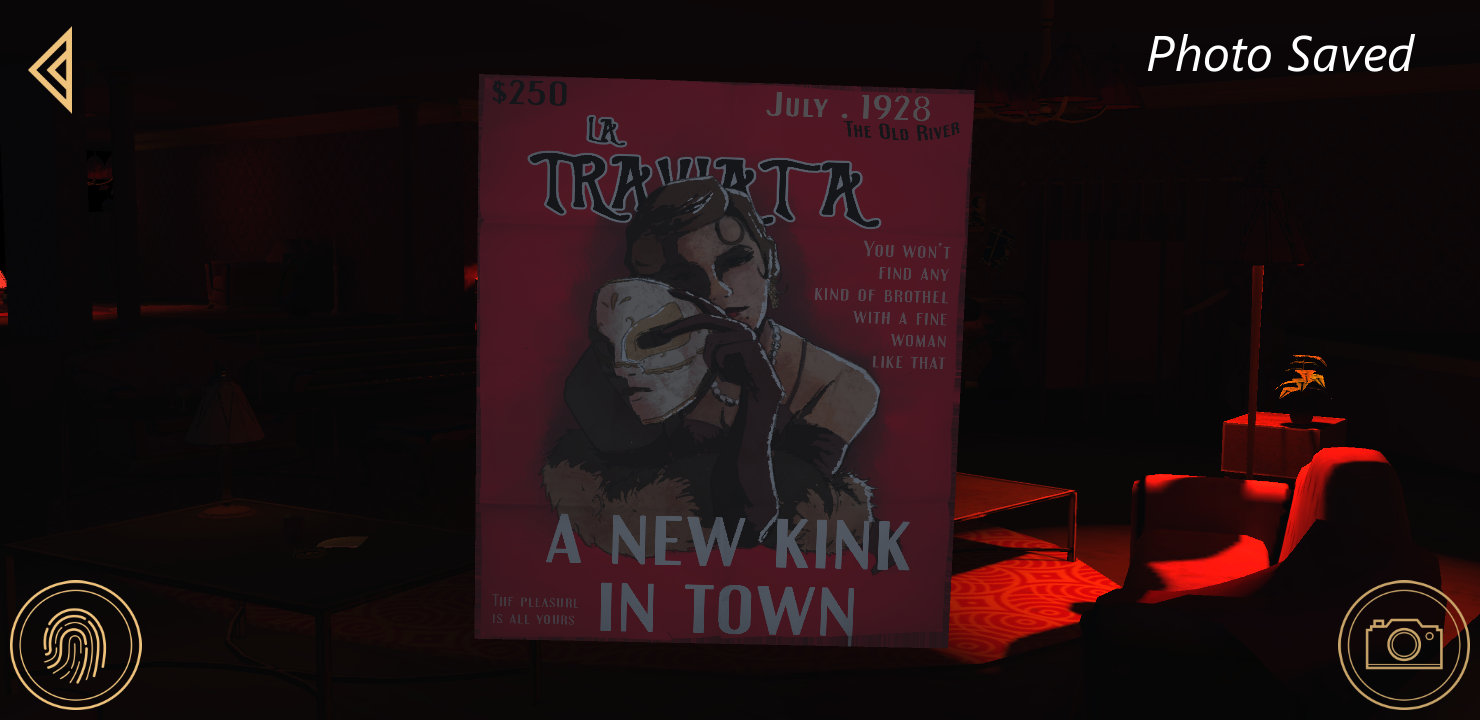 Photo Saved
$250
JULY . 1928
THE OLD RIVER
LA
TRAVIATA
YOU WON'T
FIND ANY
KIND OF BROTHEL
WITH A FINE
WOMAN
LIKE THAT
A NEW KINK
IN TOWN
THE PLEASURE
IS ALL YOURS